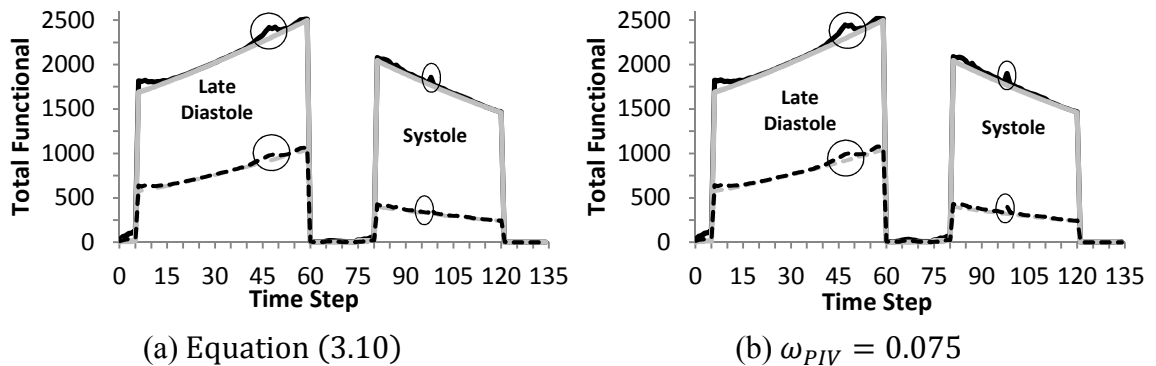 Total Functional
2500
2000
1500
1000
500
0
Late
Diastole
Systole
0 15 30 45 60 75 90 105 120 135
Time Step
(a) Equation (3.10)
Total Functional
2500
2000
1500
1000
500
0
Late
Diastole
Systole
0 15 30 45 60 75 90 105 120 135
Time Step
(b) ω_{PIV} = 0.075